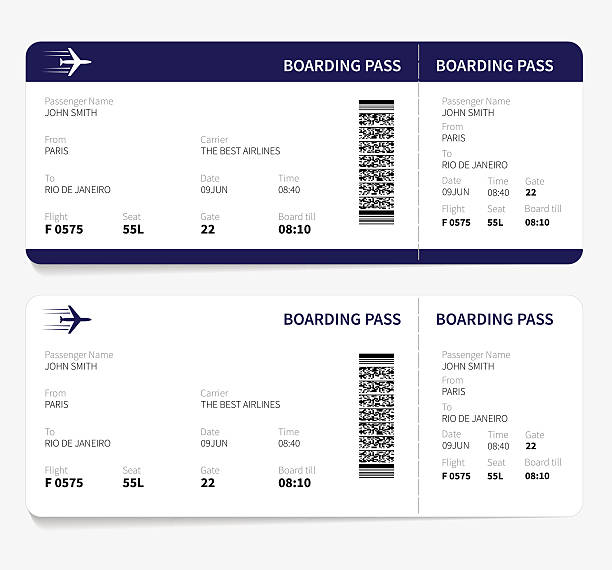 BOARDING PASS
Passenger Name
JOHN SMITH
From Carrier
PARIS THE BEST AIRLINES
To Date Time
RIO DE JANEIRO 09JUN 08:40
Flight Seat Gate Board till
F 0575 55L 22 08:10
BOARDING PASS
Passenger Name
JOHN SMITH
From
PARIS
To
RIO DE JANEIRO
Date Time Gate
09JUN 08:40 22
Flight Seat Board till
F 0575 55L 08:10
BOARDING PASS
Passenger Name
JOHN SMITH
From Carrier
PARIS THE BEST AIRLINES
To Date Time
RIO DE JANEIRO 09JUN 08:40
Flight Seat Gate Board till
F 0575 55L 22 08:10
BOARDING PASS
Passenger Name
JOHN SMITH
From
PARIS
To
RIO DE JANEIRO
Date Time Gate
09JUN 08:40 22
Flight Seat Board till
F 0575 55L 08:10